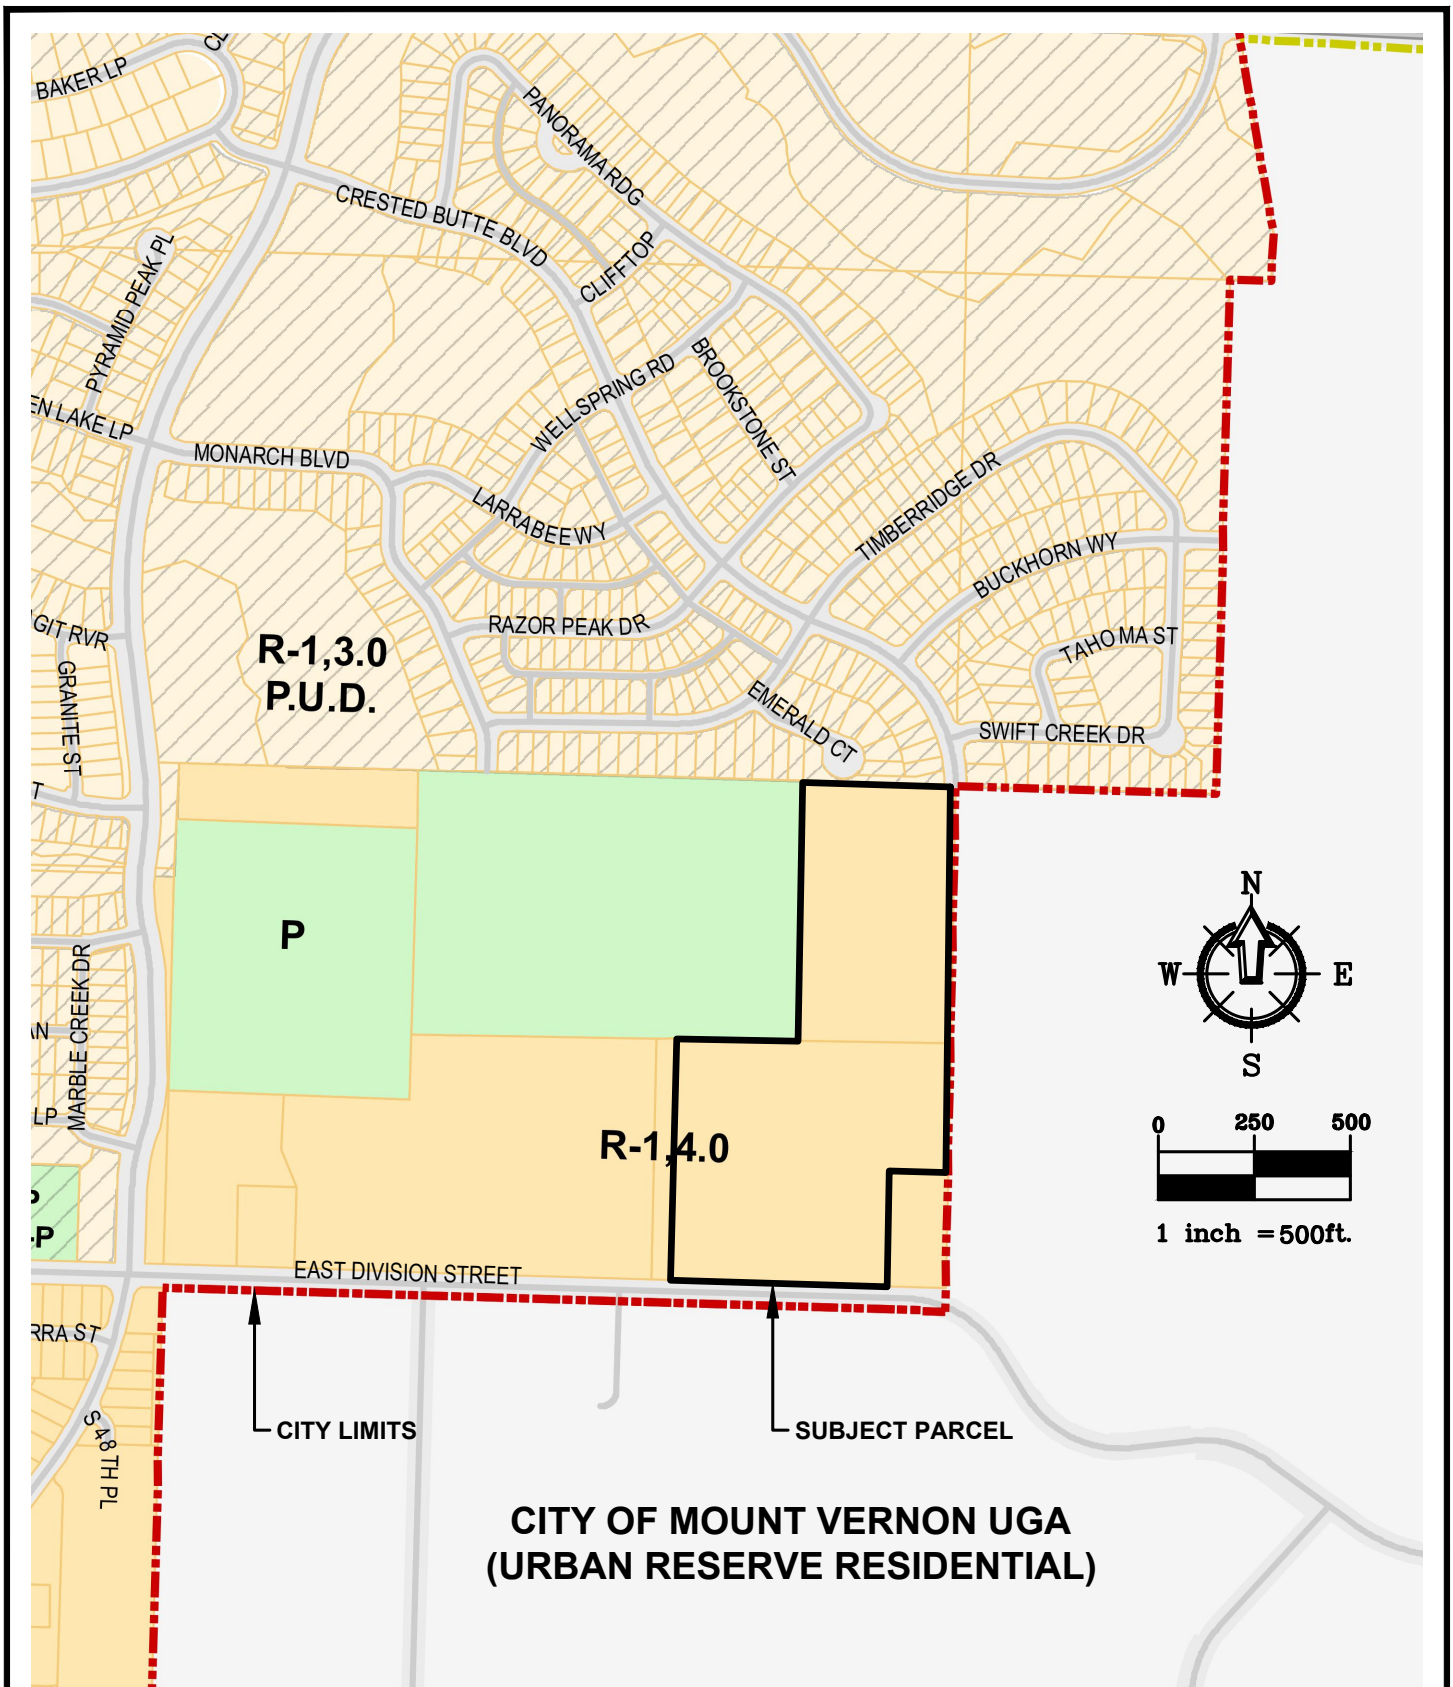 CL
BAKER LP
PANORAMA RDG
CRESTED BUTTE BLVD
CLIFFTOP
PYRAMID PEAK PL
BROOKSTONE ST
WELLSPRING RD
EN LAKE LP
MONARCH BLVD
LARRABEE WY
TIMBERRIDGE DR
BUCKHORN WY
GIT RVR
RAZOR PEAK DR
TAHOMA ST
R-1,3.0
P.U.D.
GRANITE ST
EMERALD CT
SWIFT CREEK DR
T
P
N
W
E
S
MARBLE CREEK DR
LP
R-1,4.0
0 250 500
1 inch = 500ft.
P
-P
EAST DIVISION STREET
RRA ST
S 48TH PL
CITY LIMITS
SUBJECT PARCEL
CITY OF MOUNT VERNON UGA
(URBAN RESERVE RESIDENTIAL)